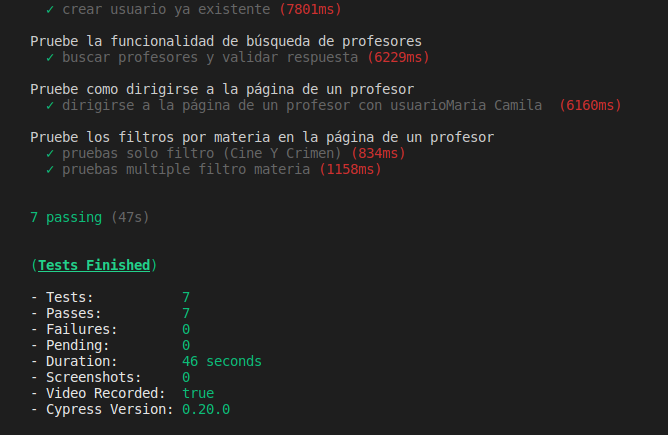 ✓ crear usuario ya existente (7801ms)
Pruebe la funcionalidad de búsqueda de profesores
✓ buscar profesores y validar respuesta (6229ms)
Pruebe como dirigirse a la página de un profesor
✓ dirigirse a la página de un profesor con usuarioMaria Camila (6160ms)
Pruebe los filtros por materia en la página de un profesor
✓ pruebas solo filtro (Cine Y Crimen) (834ms)
✓ pruebas multiple filtro materia (1158ms)
7 passing (47s)
(Tests Finished)
- Tests: 7
- Passes: 7
- Failures: 0
- Pending: 0
- Duration: 46 seconds
- Screenshots: 0
- Video Recorded: true
- Cypress Version: 0.20.0